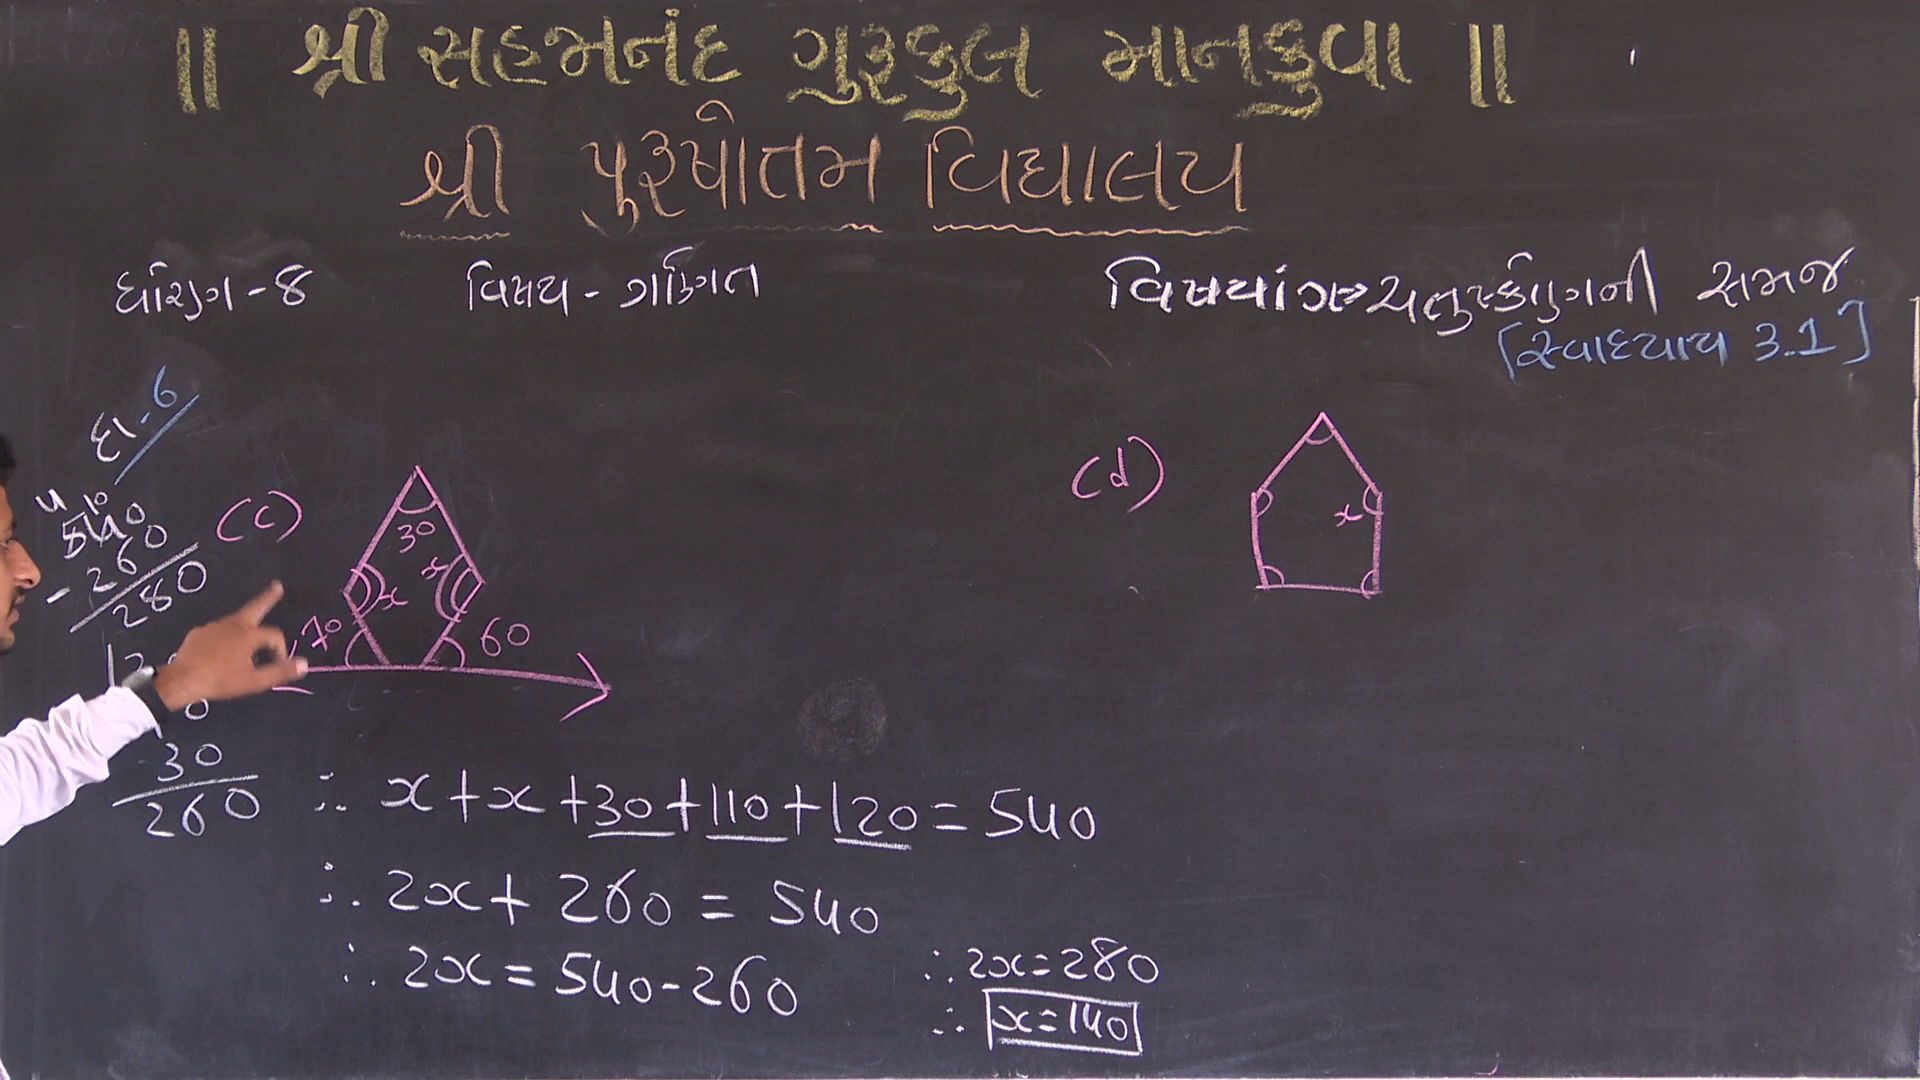 || શ્રી સહજાનંદ ગુરુકુલ માનકુવા ||
શ્રી પુરૂષોતમ વિદ્યાલય
ધોરણ-૮ વિષય - ગણિત વિષયાંગ ચતુષ્કોણની સમજ
[સ્વાધ્યાય 3.1]
દા-6
540
- 260
280
(c)
30
x x
70 60
(d)
x
30
260
∴ x+x+30+110+120=540
∴ 2x+260=540
∴ 2x=540-260 ∴ 2x=280
∴ x=140